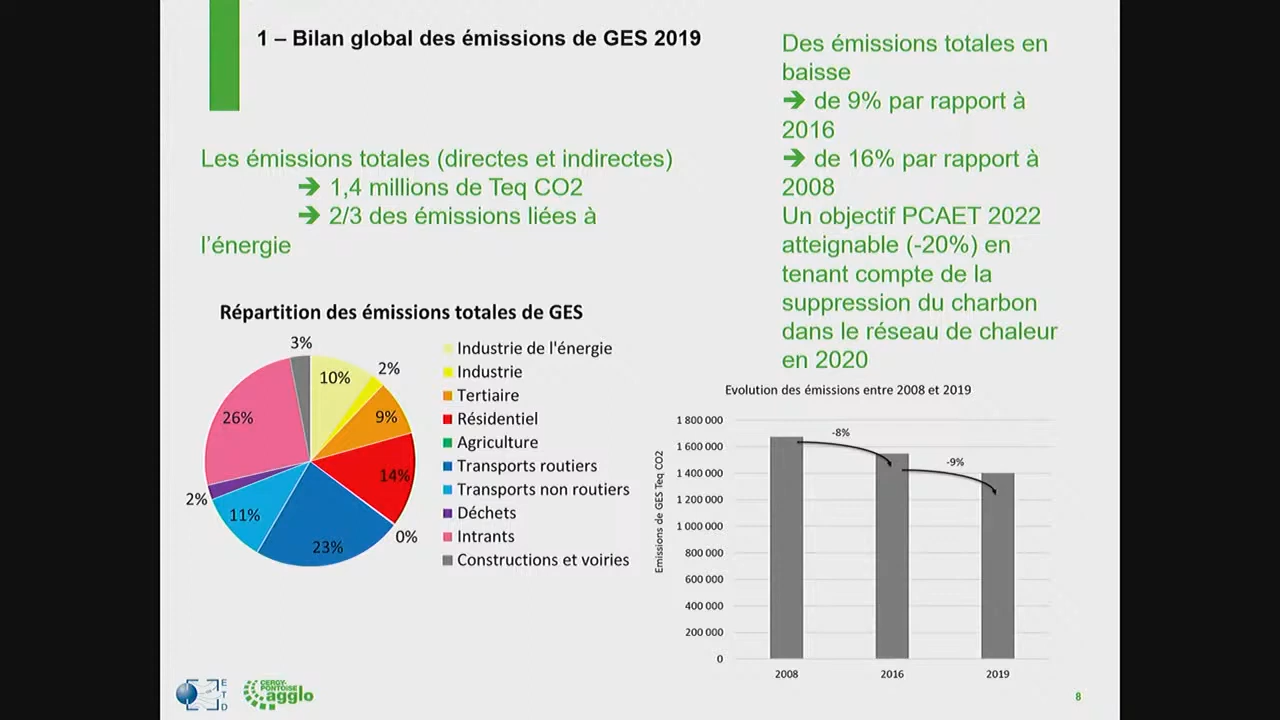 1 – Bilan global des émissions de GES 2019
Les émissions totales (directes et indirectes)
➔ 1,4 millions de Teq CO2
➔ 2/3 des émissions liées à
l’énergie
Des émissions totales en
baisse
➔ de 9% par rapport à
2016
➔ de 16% par rapport à
2008
Un objectif PCAET 2022
atteignable (-20%) en
tenant compte de la
suppression du charbon
dans le réseau de chaleur
en 2020
Répartition des émissions totales de GES
3%
10%
2%
9%
14%
0%
23%
11%
2%
26%
Industrie de l'énergie
Industrie
Tertiaire
Résidentiel
Agriculture
Transports routiers
Transports non routiers
Déchets
Intrants
Constructions et voiries
Evolution des émissions entre 2008 et 2019
Emissions de GES Teq CO2
1 800 000
1 600 000
1 400 000
1 200 000
1 000 000
800 000
600 000
400 000
200 000
0
-8%
-9%
2008
2016
2019
E
T
D
CERGY-
PONTOISE
agglo
8